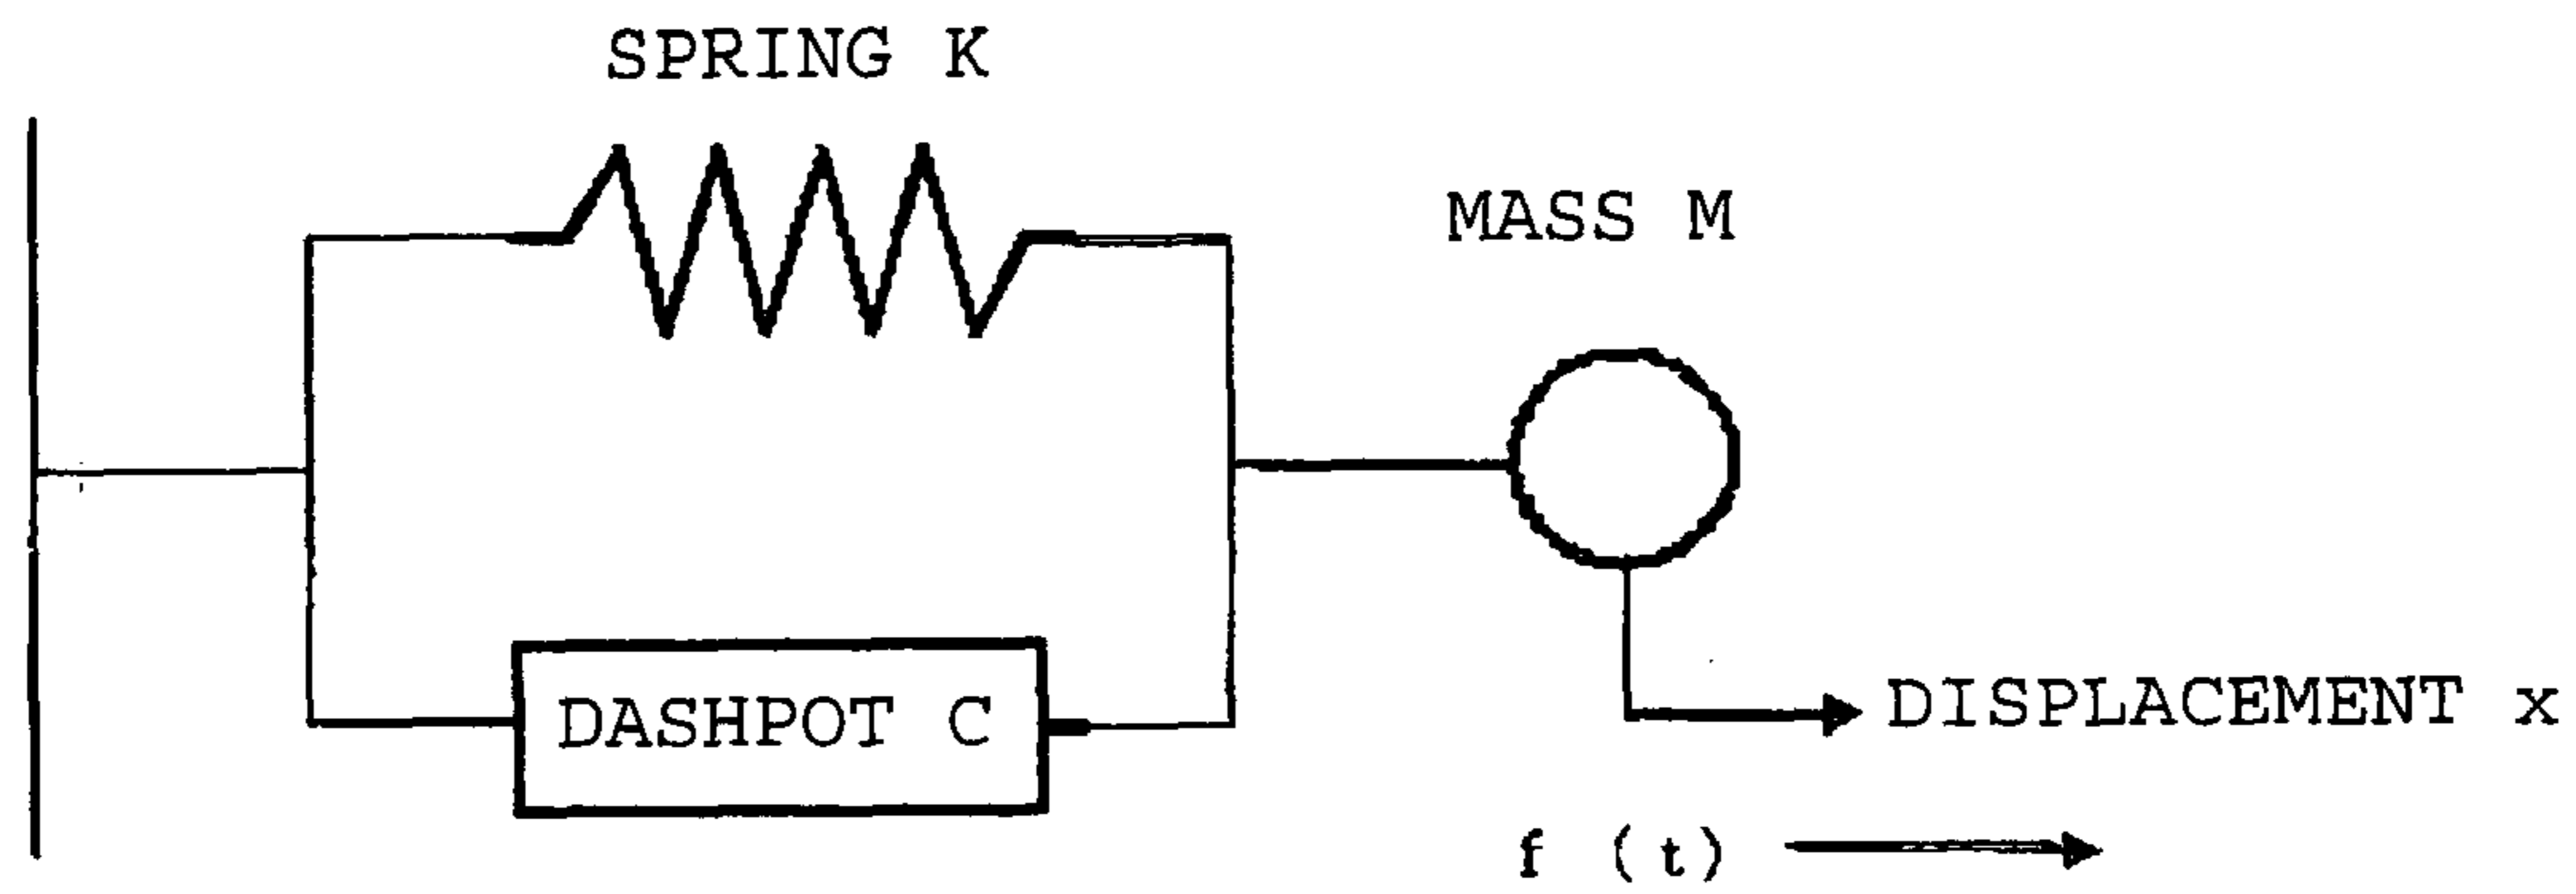 SPRING K
MASS M
DASHPOT C
DISPLACEMENT x
f (t)